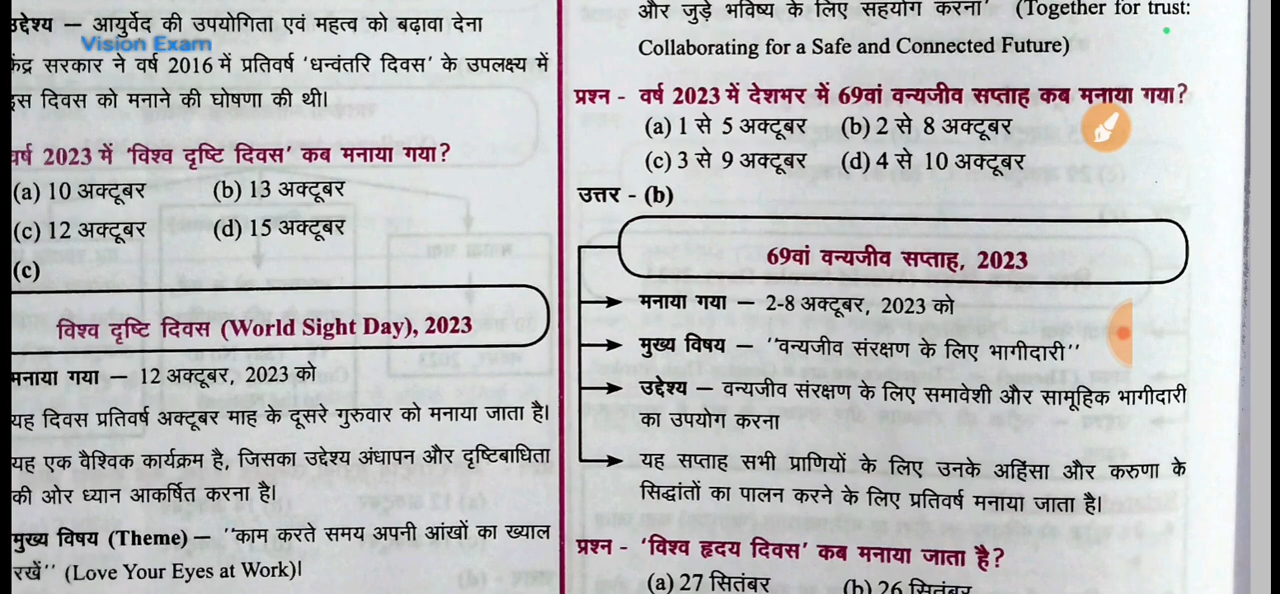 उद्देश्य — आयुर्वेद की उपयोगिता एवं महत्व को बढ़ावा देना
Vision Exam
केंद्र सरकार ने वर्ष 2016 में प्रतिवर्ष 'धन्वंतरि दिवस' के उपलक्ष्य में
इस दिवस को मनाने की घोषणा की थी।
वर्ष 2023 में 'विश्व दृष्टि दिवस' कब मनाया गया?
(a) 10 अक्टूबर (b) 13 अक्टूबर
(c) 12 अक्टूबर (d) 15 अक्टूबर
(c)
विश्व दृष्टि दिवस (World Sight Day), 2023
मनाया गया — 12 अक्टूबर, 2023 को
यह दिवस प्रतिवर्ष अक्टूबर माह के दूसरे गुरुवार को मनाया जाता है।
यह एक वैश्विक कार्यक्रम है, जिसका उद्देश्य अंधापन और दृष्टिबाधिता
की ओर ध्यान आकर्षित करना है।
मुख्य विषय (Theme) — ''काम करते समय अपनी आंखों का ख्याल
रखें'' (Love Your Eyes at Work)।
और जुड़े भविष्य के लिए सहयोग करना' (Together for trust:
Collaborating for a Safe and Connected Future)
प्रश्न - वर्ष 2023 में देशभर में 69वां वन्यजीव सप्ताह कब मनाया गया?
(a) 1 से 5 अक्टूबर (b) 2 से 8 अक्टूबर
(c) 3 से 9 अक्टूबर (d) 4 से 10 अक्टूबर
उत्तर - (b)
69वां वन्यजीव सप्ताह, 2023
मनाया गया — 2-8 अक्टूबर, 2023 को
मुख्य विषय — ''वन्यजीव संरक्षण के लिए भागीदारी''
उद्देश्य — वन्यजीव संरक्षण के लिए समावेशी और सामूहिक भागीदारी
का उपयोग करना
यह सप्ताह सभी प्राणियों के लिए उनके अहिंसा और करुणा के
सिद्धांतों का पालन करने के लिए प्रतिवर्ष मनाया जाता है।
प्रश्न - 'विश्व हृदय दिवस' कब मनाया जाता है?
(a) 27 सितंबर (b) 26 सितंबर